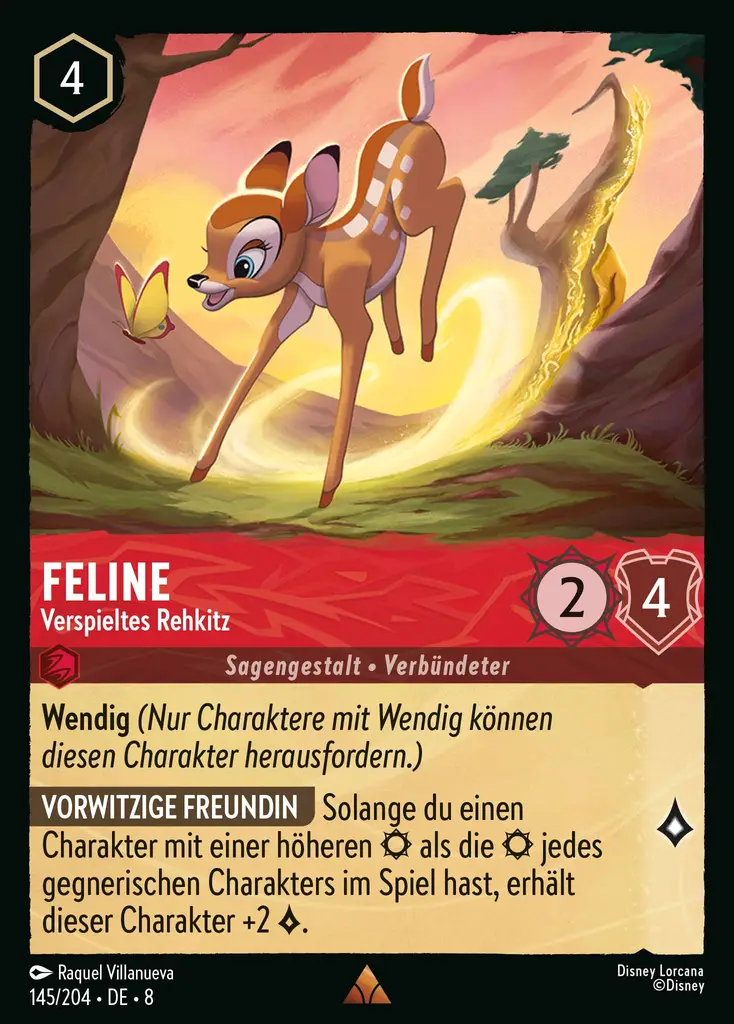 4
FELINE
Verspieltes Rehkitz
2
4
Sagengestalt • Verbündeter
Wendig (Nur Charaktere mit Wendig können
diesen Charakter herausfordern.)
VORWITZIGE FREUNDIN Solange du einen
Charakter mit einer höheren als die jedes
gegnerischen Charakters im Spiel hast, erhält
dieser Charakter +2 .
Raquel Villanueva
145/204 • DE • 8
Disney Lorcana
©Disney